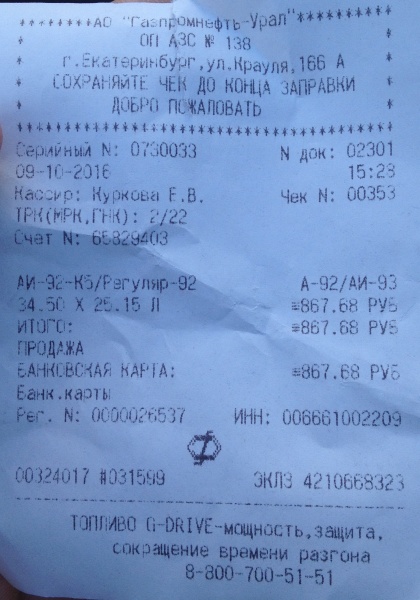 ********АО "Газпромнефть-Урал"**********
ОП АЗС № 138
г.Екатеринбург,ул.Крауля,166 А
СОХРАНЯЙТЕ ЧЕК ДО КОНЦА ЗАПРАВКИ
ДОБРО ПОЖАЛОВАТЬ
****************************************
Серийный N: 0730033 N док: 02301
09-10-2016 15:23
Кассир: Куркова Е.В. Чек N: 00353
ТРК(МРК,ГНК): 2/22
Счет N: 65829403
АИ-92-К5/Регуляр-92 А-92/АИ-93
34.50 X 25.15 Л =867.68 РУБ
ИТОГО: =867.68 РУБ
ПРОДАЖА
БАНКОВСКАЯ КАРТА: =867.68 РУБ
Банк.карты
Рег. N: 0000026537 ИНН: 006661002209
00324017 #031599 ЭКЛЗ 4210668323
ТОПЛИВО G-DRIVE-мощность,защита,
сокращение времени разгона
8-800-700-51-51